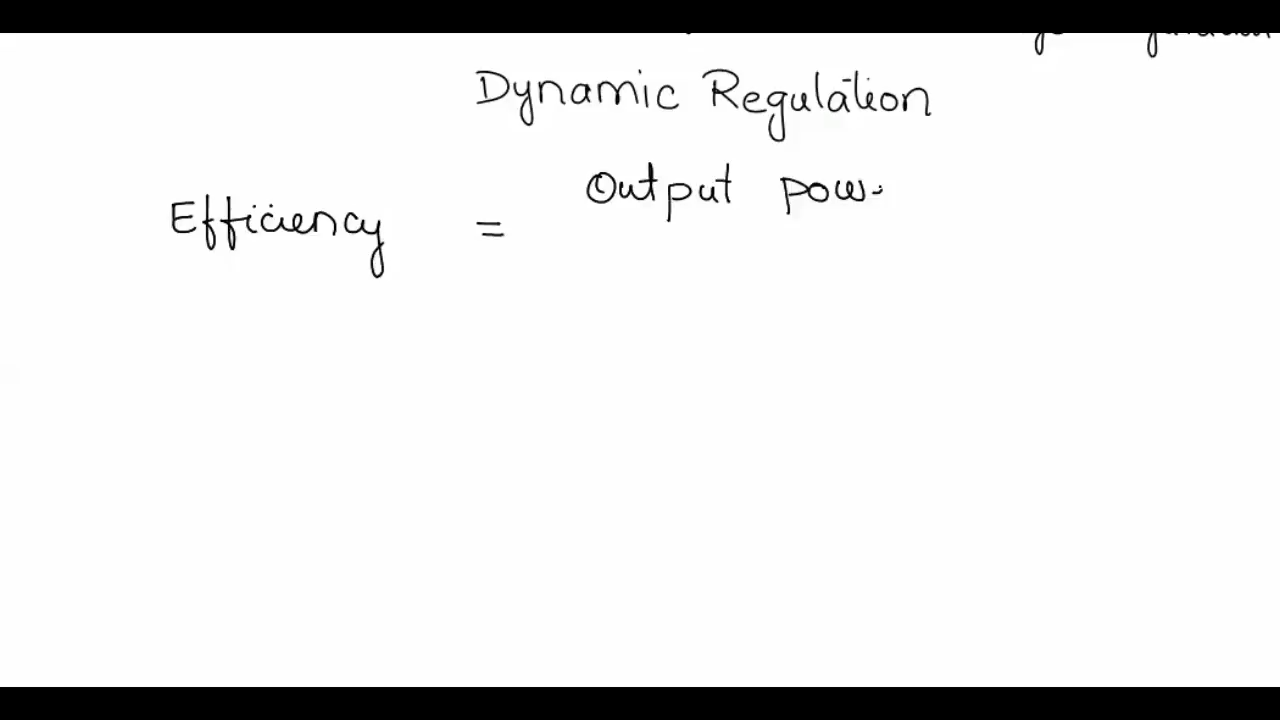 Dynamic Regulation
Output pow
Efficiency =